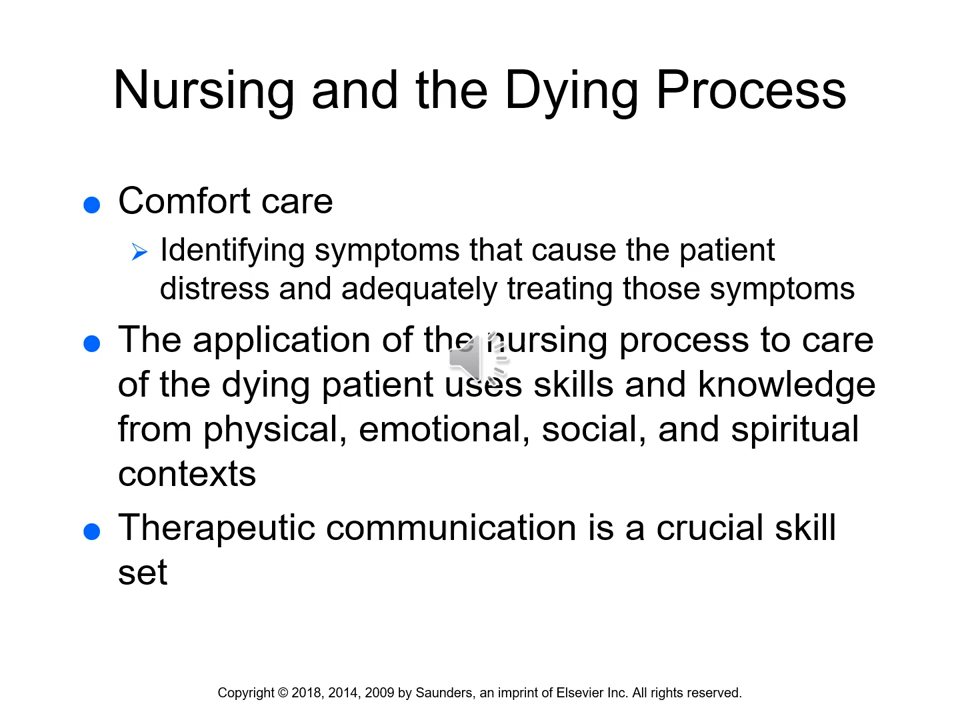 Nursing and the Dying Process
Comfort care
Identifying symptoms that cause the patient
distress and adequately treating those symptoms
The application of the nursing process to care
of the dying patient uses skills and knowledge
from physical, emotional, social, and spiritual
contexts
Therapeutic communication is a crucial skill
set
Copyright © 2018, 2014, 2009 by Saunders, an imprint of Elsevier Inc. All rights reserved.